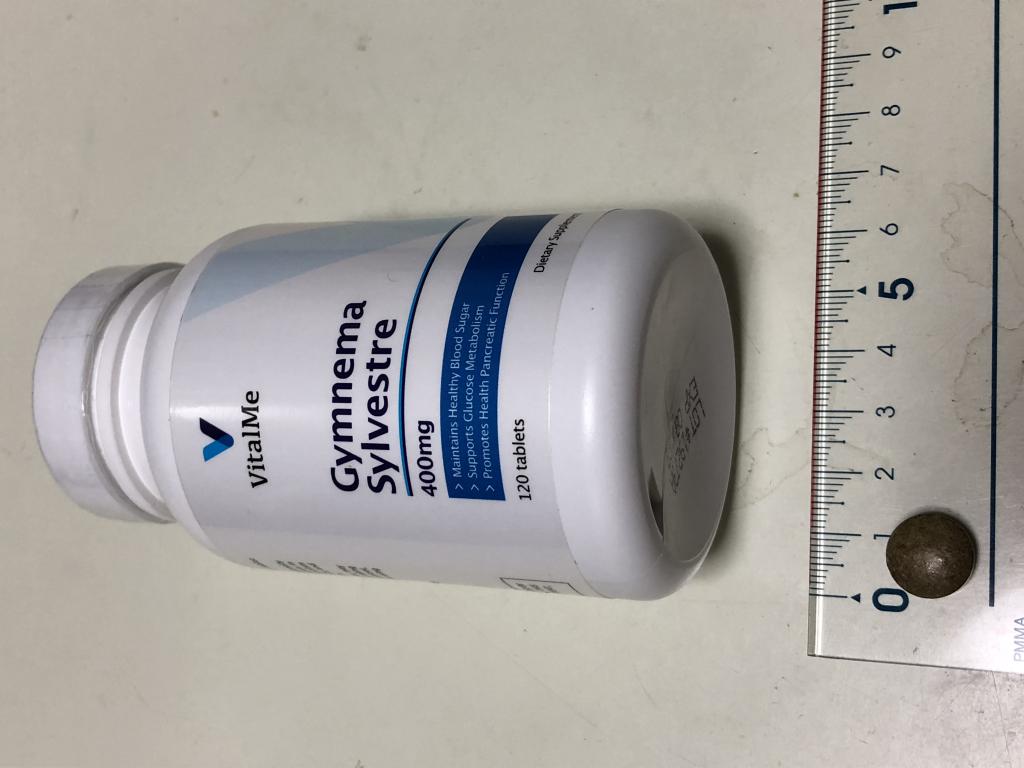 VitalMe
Gymnema
Sylvestre
400mg
> Maintains Healthy Blood Sugar
> Supports Glucose Metabolism
> Promotes Health Pancreatic Function
120 tablets
Dietary
0
1
2
3
4
5
6
7
8
9
PMMA